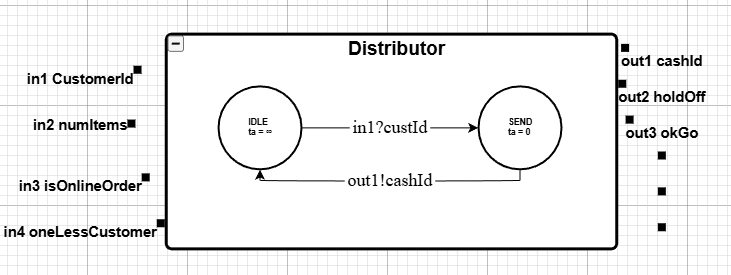 Distributor
in1 CustomerId
in2 numItems
in3 isOnlineOrder
in4 oneLessCustomer
IDLE
ta = ∞
in1?custId
SEND
ta = 0
out1!cashId
out1 cashId
out2 holdOff
out3 okGo